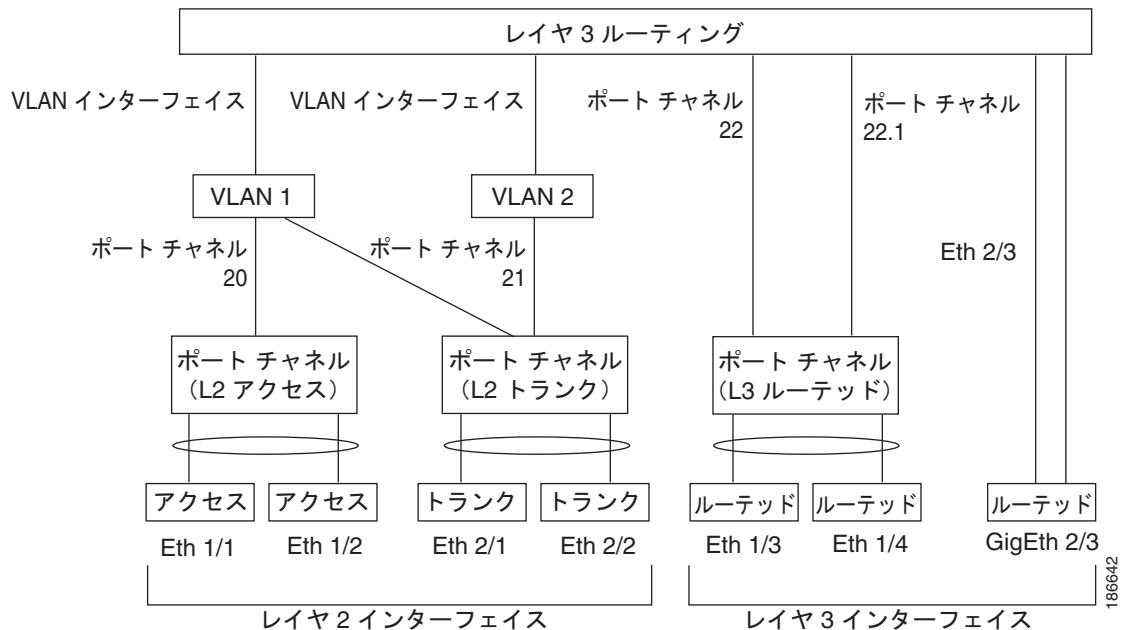 レイヤ 3 ルーティング
VLAN インターフェイス
VLAN インターフェイス
ポート チャネル
22
ポート チャネル
22.1
VLAN 1
VLAN 2
ポート チャネル
20
ポート チャネル
21
Eth 2/3
ポート チャネル
（L2 アクセス）
ポート チャネル
（L2 トランク）
ポート チャネル
（L3 ルーテッド）
アクセス
アクセス
トランク
トランク
ルーテッド
ルーテッド
ルーテッド
Eth 1/1
Eth 1/2
Eth 2/1
Eth 2/2
Eth 1/3
Eth 1/4
GigEth 2/3
レイヤ 2 インターフェイス
レイヤ 3 インターフェイス
186642